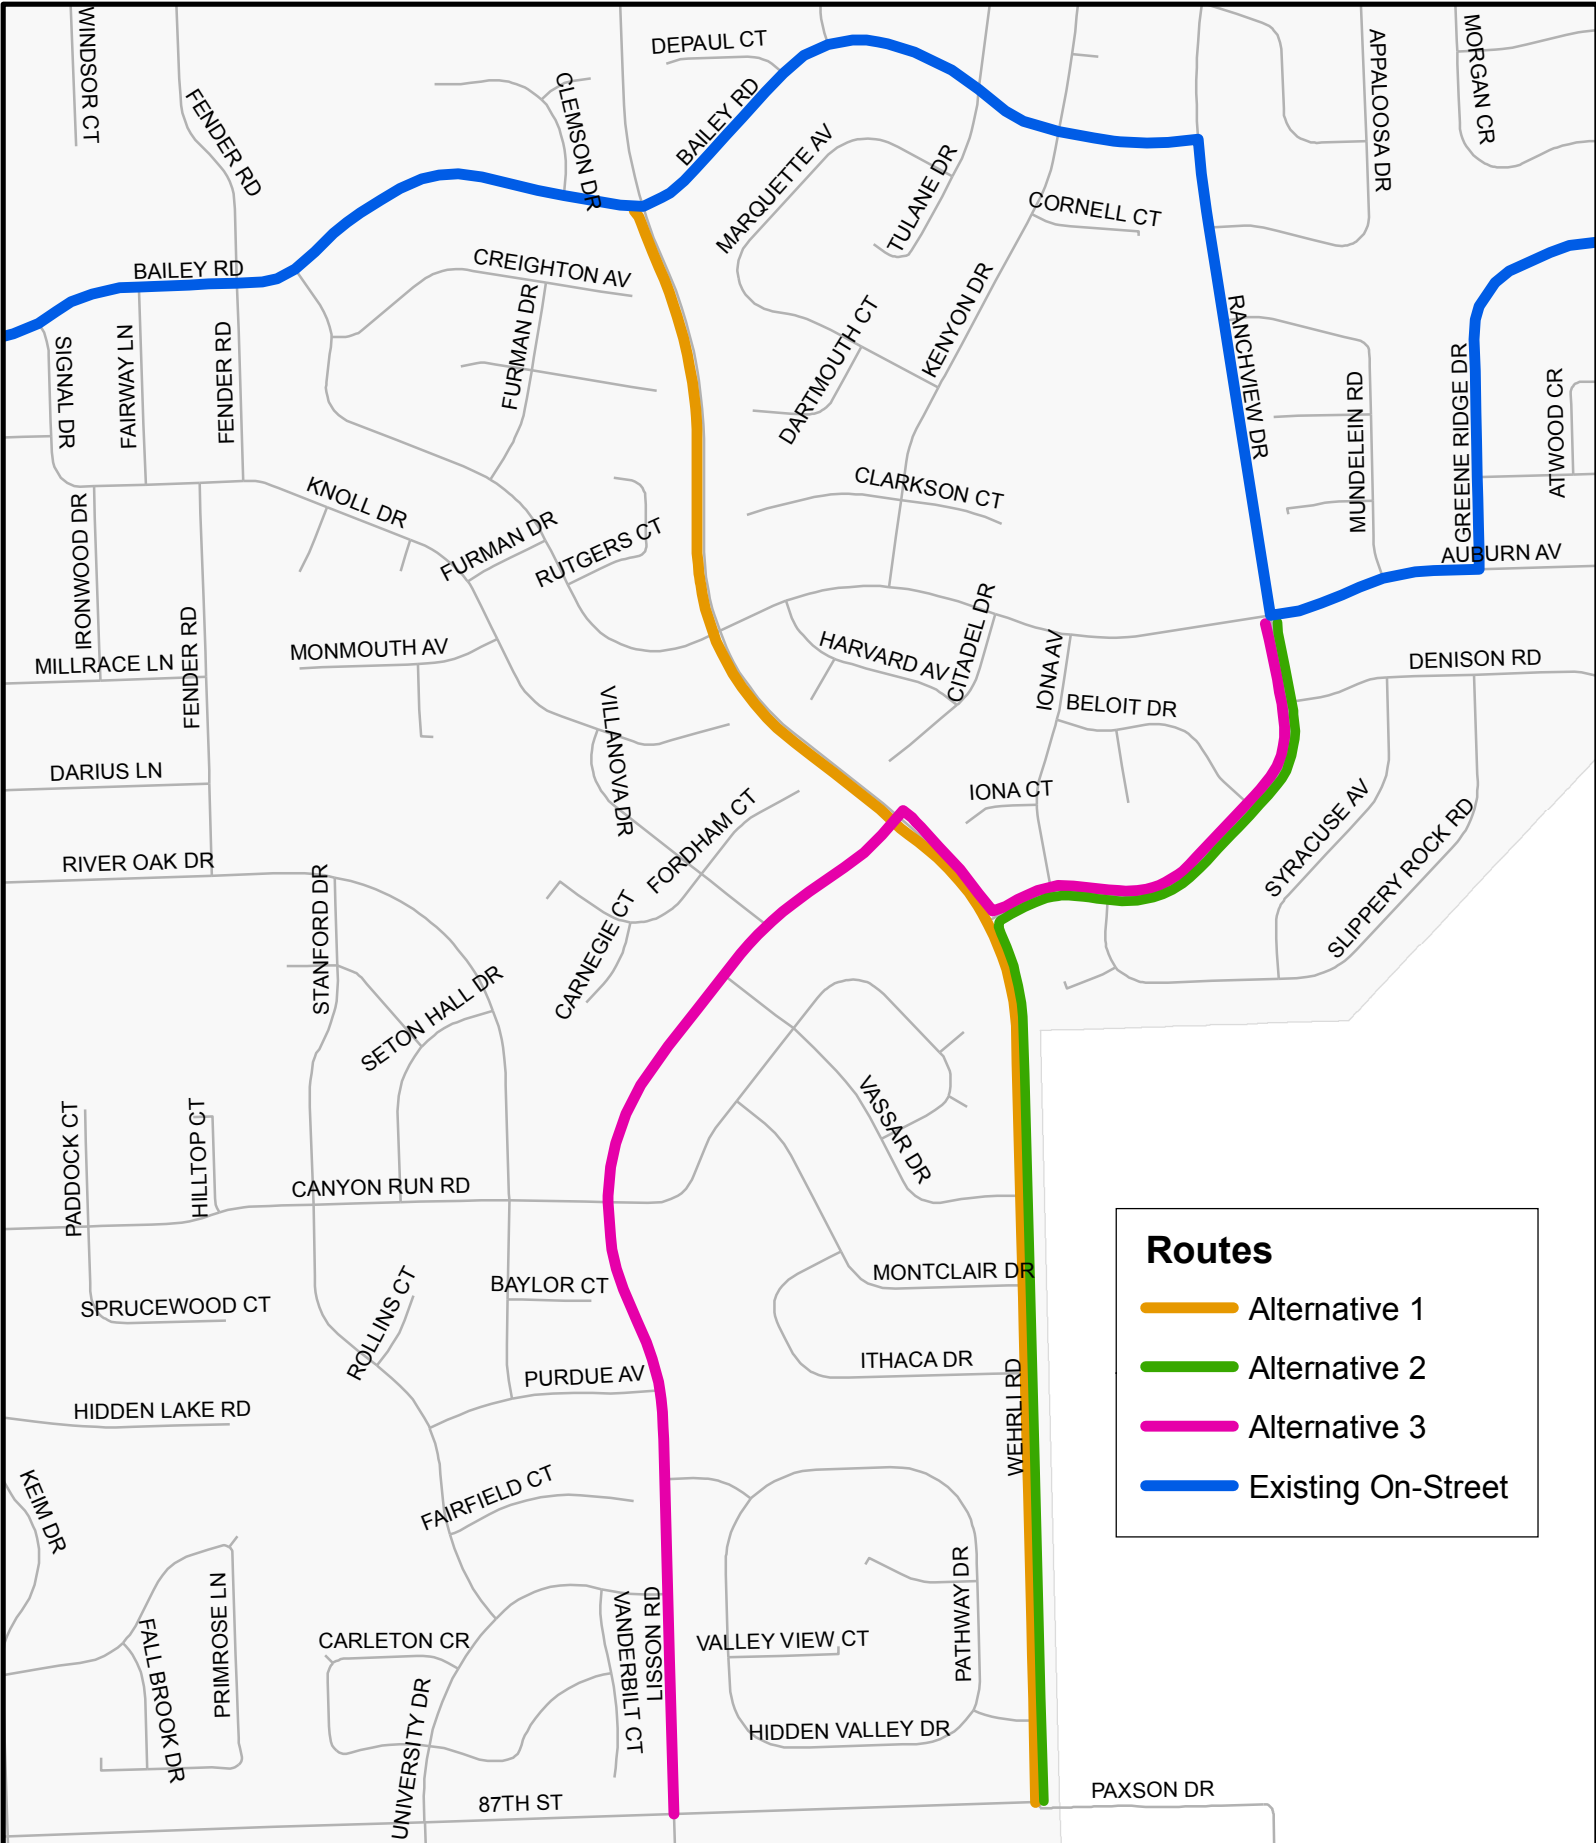 WINDSOR CT
FENDER RD
CLEMSON DR
DEPAUL CT
BAILEY RD
MARQUETTE AV
TULANE DR
CORNELL CT
APPALOOSA DR
MORGAN CR
BAILEY RD
CREIGHTON AV
FURMAN DR
DARTMOUTH CT
KENYON DR
RANCHVIEW DR
SIGNAL DR
FAIRWAY LN
FENDER RD
MUNDELEIN RD
GREENE RIDGE DR
ATWOOD CR
KNOLL DR
IRONWOOD DR
FURMAN DR
RUTGERS CT
CLARKSON CT
AUBURN AV
MILLRACE LN
FENDER RD
MONMOUTH AV
HARVARD AV
CITADEL DR
IONA AV
BELOIT DR
DENISON RD
DARIUS LN
VILLANOVA DR
IONA CT
SYRACUSE AV
SLIPPERY ROCK RD
RIVER OAK DR
STANFORD DR
FORDHAM CT
CARNEGIE CT
SETON HALL DR
VASSAR DR
PADDOCK CT
HILLTOP CT
CANYON RUN RD
SPRUCEWOOD CT
ROLLINS CT
BAYLOR CT
MONTCLAIR DR
PURDUE AV
ITHACA DR
WEHRLI RD
HIDDEN LAKE RD
KEIM DR
FAIRFIELD CT
FALL BROOK DR
PRIMROSE LN
CARLETON CR
UNIVERSITY DR
VANDERBILT CT
LISSON RD
VALLEY VIEW CT
PATHWAY DR
HIDDEN VALLEY DR
87TH ST
PAXSON DR
Routes
Alternative 1
Alternative 2
Alternative 3
Existing On-Street